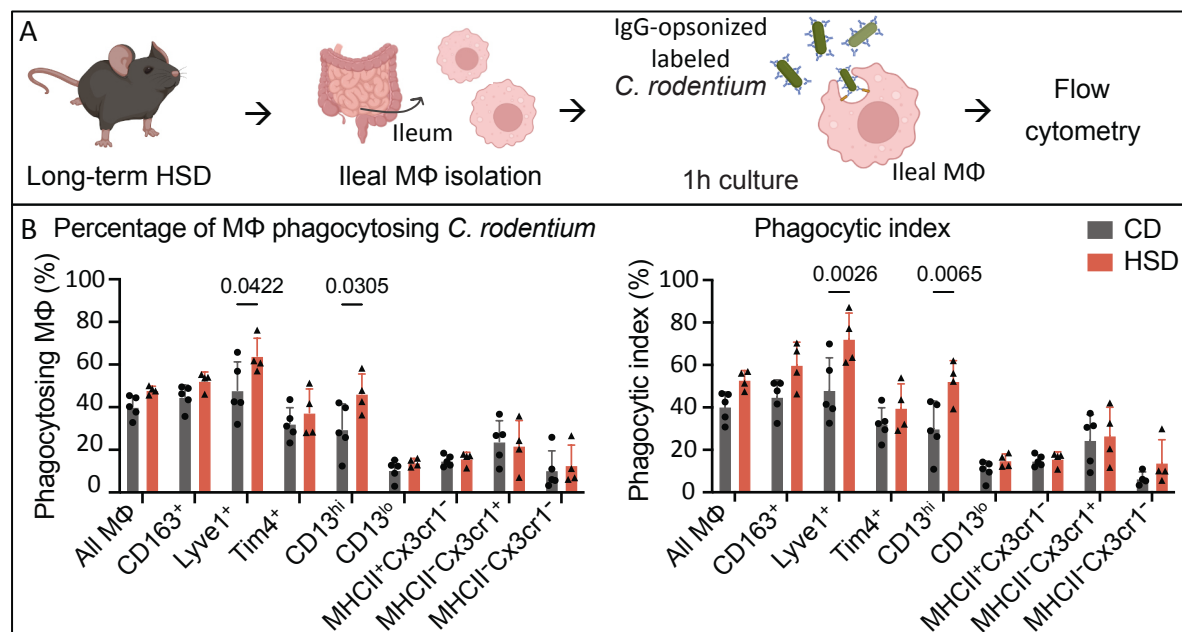 A
Long-term HSD
Ileum
Ileal MΦ isolation
IgG-opsonized
labeled
C. rodentium
Ileal MΦ
1h culture
Flow
cytometry
B Percentage of MΦ phagocytosing C. rodentium
Phagocytosing MΦ (%)
100
80
60
40
20
0
0.0422
0.0305
All MΦ
CD163⁺
Lyve1⁺
Tim4⁺
CD13ʰⁱ
CD13ˡᵒ
MHCII⁺Cx3cr1⁻
MHCII⁻Cx3cr1⁺
MHCII⁻Cx3cr1⁻
Phagocytic index
CD
HSD
Phagocytic index (%)
100
80
60
40
20
0
0.0026
0.0065
All MΦ
CD163⁺
Lyve1⁺
Tim4⁺
CD13ʰⁱ
CD13ˡᵒ
MHCII⁺Cx3cr1⁻
MHCII⁻Cx3cr1⁺
MHCII⁻Cx3cr1⁻